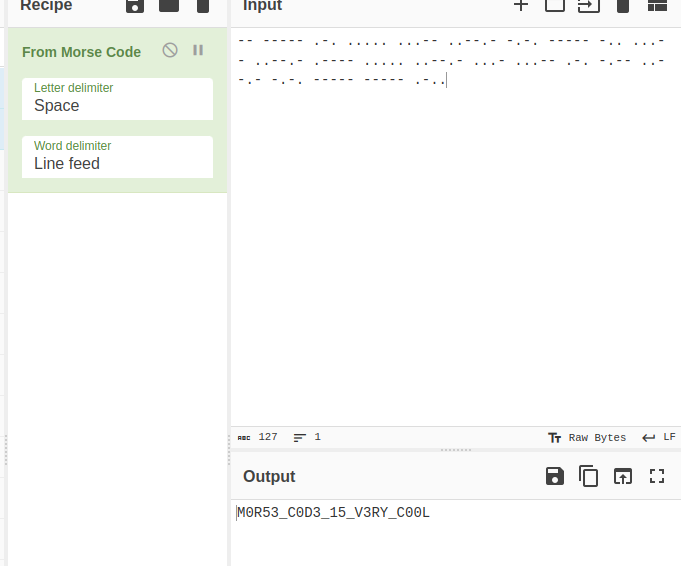 Recipe
Input
From Morse Code
Letter delimiter
Space
Word delimiter
Line feed
-- ----- .-. ..... ...-- ..--.- -.-. ----- -.. ...-
- ..--.- .---- ..... ..--.- ...- ...-- .-. -.-- ..-
-.- -.-. ----- ----- .-..
ABC 127 1 Raw Bytes LF
Output
M0R53_C0D3_15_V3RY_C00L